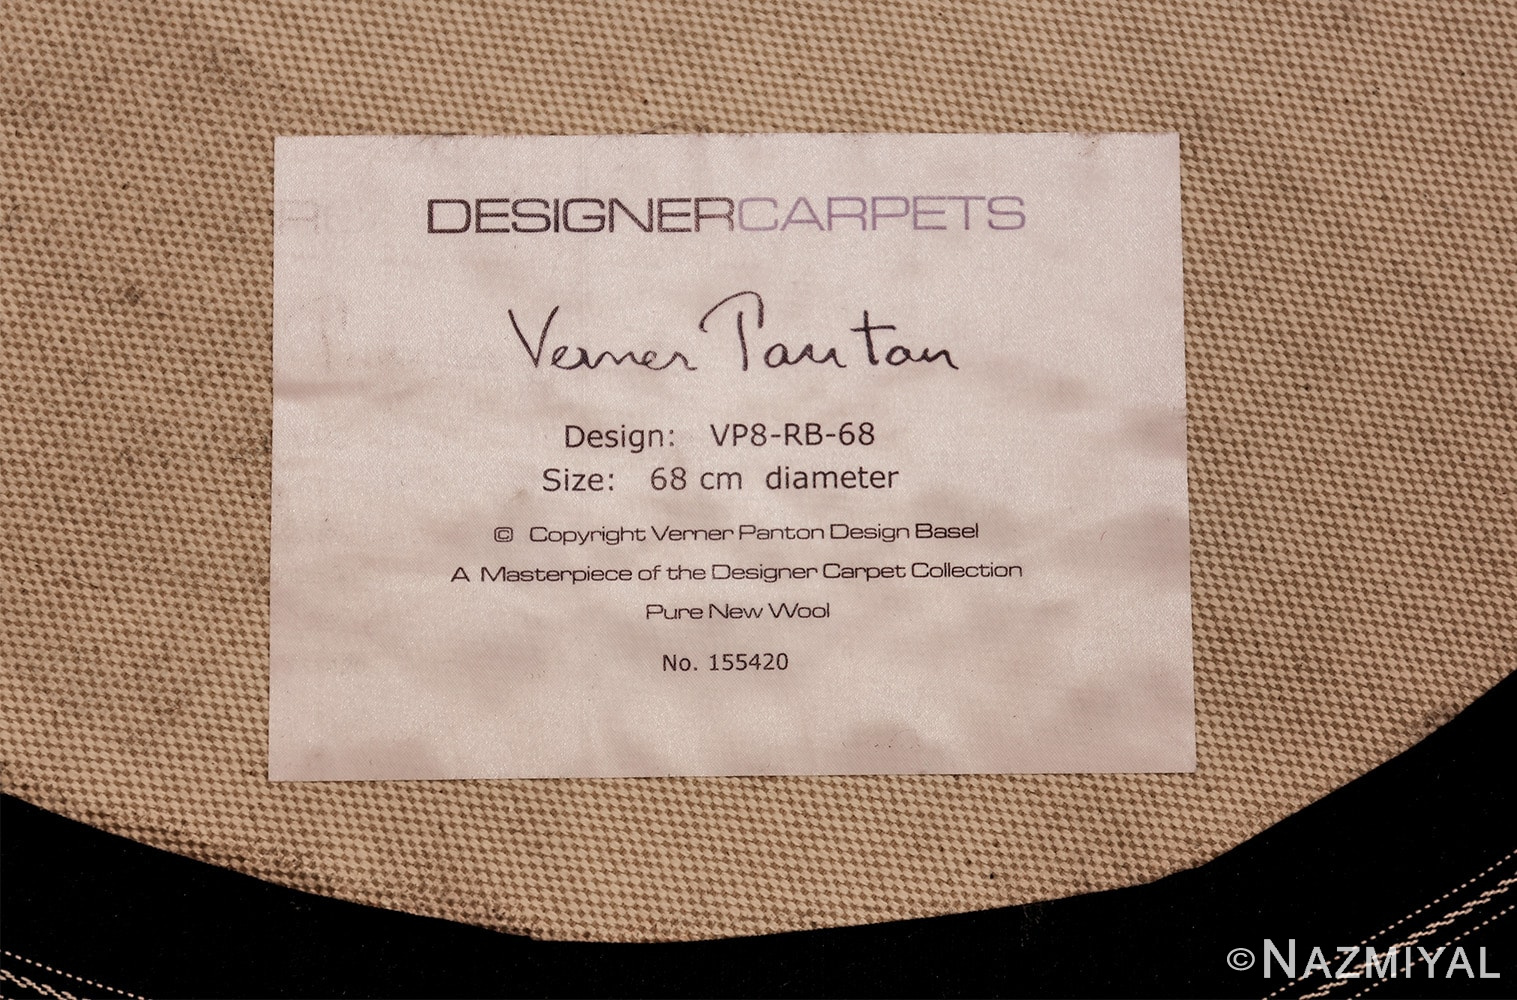 DESIGNERCARPETS
Verner Panton
Design: VP8-RB-68
Size: 68 cm diameter
© Copyright Verner Panton Design Basel
A Masterpiece of the Designer Carpet Collection
Pure New Wool
No. 155420
©NAZMIYAL